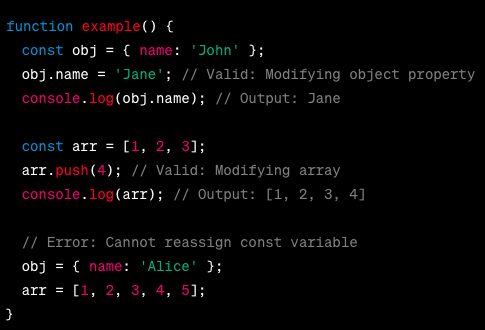 function example() {
  const obj = { name: 'John' };
  obj.name = 'Jane'; // Valid: Modifying object property
  console.log(obj.name); // Output: Jane

  const arr = [1, 2, 3];
  arr.push(4); // Valid: Modifying array
  console.log(arr); // Output: [1, 2, 3, 4]

  // Error: Cannot reassign const variable
  obj = { name: 'Alice' };
  arr = [1, 2, 3, 4, 5];
}